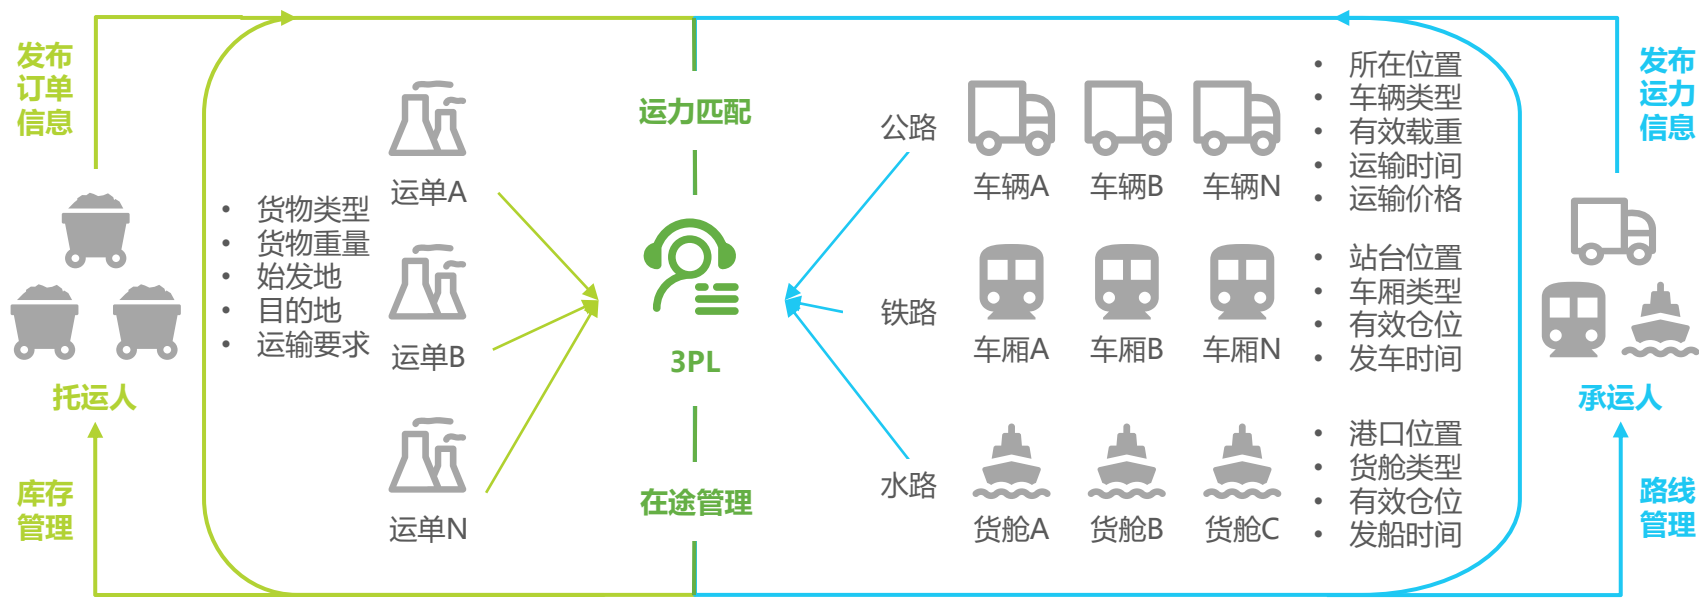 发布
订单
信息
托运人
库存
管理
• 货物类型
• 货物重量
• 始发地
• 目的地
• 运输要求
运单A
运单B
运单N
运力匹配
3PL
在途管理
公路
车辆A
车辆B
车辆N
• 所在位置
• 车辆类型
• 有效载重
• 运输时间
• 运输价格
铁路
车厢A
车厢B
车厢N
• 站台位置
• 车厢类型
• 有效仓位
• 发车时间
水路
货舱A
货舱B
货舱C
• 港口位置
• 货舱类型
• 有效仓位
• 发船时间
发布
运力
信息
承运人
路线
管理